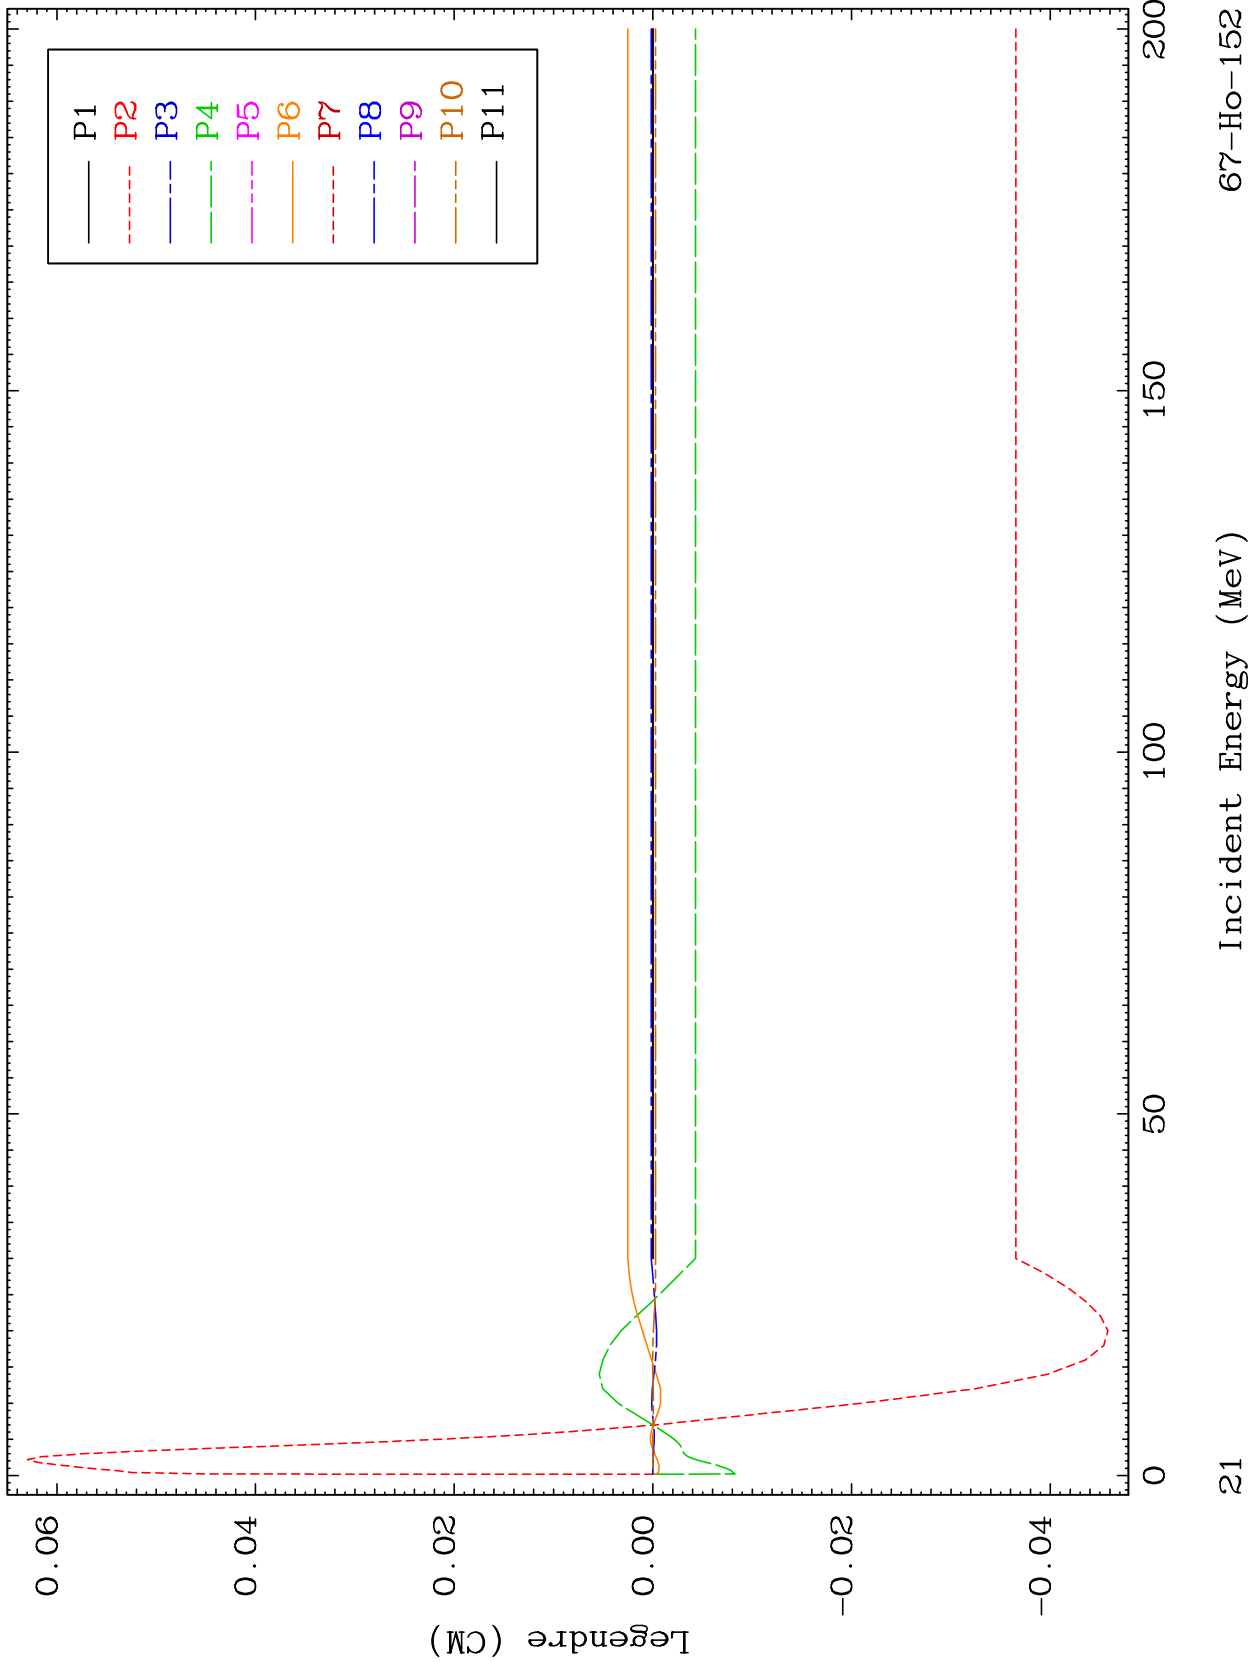 P1
P2
P3
P4
P5
P6
P7
P8
P9
P10
P11
0.06
0.04
0.02
0.00
-0.02
-0.04
Legendre (CM)
0
50
100
150
200
Incident Energy (MeV)
21
67-Ho-152